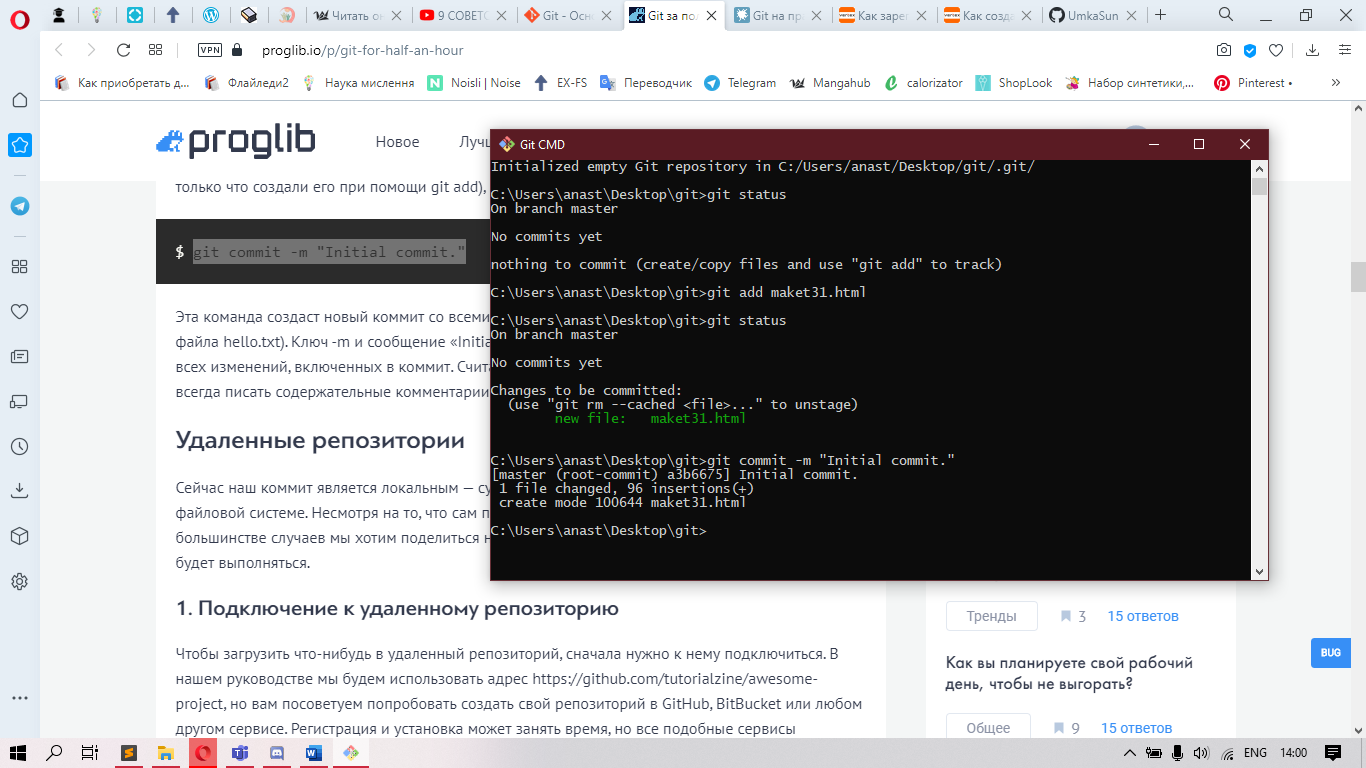 Читать он
9 СОВЕТО
Git - Осно
Git за пол
Git на пр
Как зарег
Как созда
UmkaSun
VPN
proglib.io/p/git-for-half-an-hour
Как приобретать д...
Флайледи2
Наука мислення
Noisli | Noise
EX-FS
Переводчик
Telegram
Mangahub
calorizator
ShopLook
Набор синтетики,...
Pinterest •
»
proglib
Новое
Лучш
только что создали его при помощи git add),
$ git commit -m "Initial commit."
Эта команда создаст новый коммит со всеми
файла hello.txt). Ключ -m и сообщение «Initia
всех изменений, включенных в коммит. Счита
всегда писать содержательные комментарии
Удаленные репозитории
Сейчас наш коммит является локальным — су
файловой системе. Несмотря на то, что сам п
большинстве случаев мы хотим поделиться н
будет выполняться.
1. Подключение к удаленному репозиторию
Чтобы загрузить что-нибудь в удаленный репозиторий, сначала нужно к нему подключиться. В
нашем руководстве мы будем использовать адрес https://github.com/tutorialzine/awesome-
project, но вам посоветуем попробовать создать свой репозиторий в GitHub, BitBucket или любом
другом сервисе. Регистрация и установка может занять время, но все подобные сервисы
Git CMD
Initialized empty Git repository in C:/Users/anast/Desktop/git/.git/
C:\Users\anast\Desktop\git>git status
On branch master
No commits yet
nothing to commit (create/copy files and use "git add" to track)
C:\Users\anast\Desktop\git>git add maket31.html
C:\Users\anast\Desktop\git>git status
On branch master
No commits yet
Changes to be committed:
(use "git rm --cached <file>..." to unstage)
new file:   maket31.html
C:\Users\anast\Desktop\git>git commit -m "Initial commit."
[master (root-commit) a3b6675] Initial commit.
1 file changed, 96 insertions(+)
create mode 100644 maket31.html
C:\Users\anast\Desktop\git>
Тренды
3
15 ответов
Как вы планируете свой рабочий
день, чтобы не выгорать?
Общее
9
15 ответов
BUG
ENG
14:00